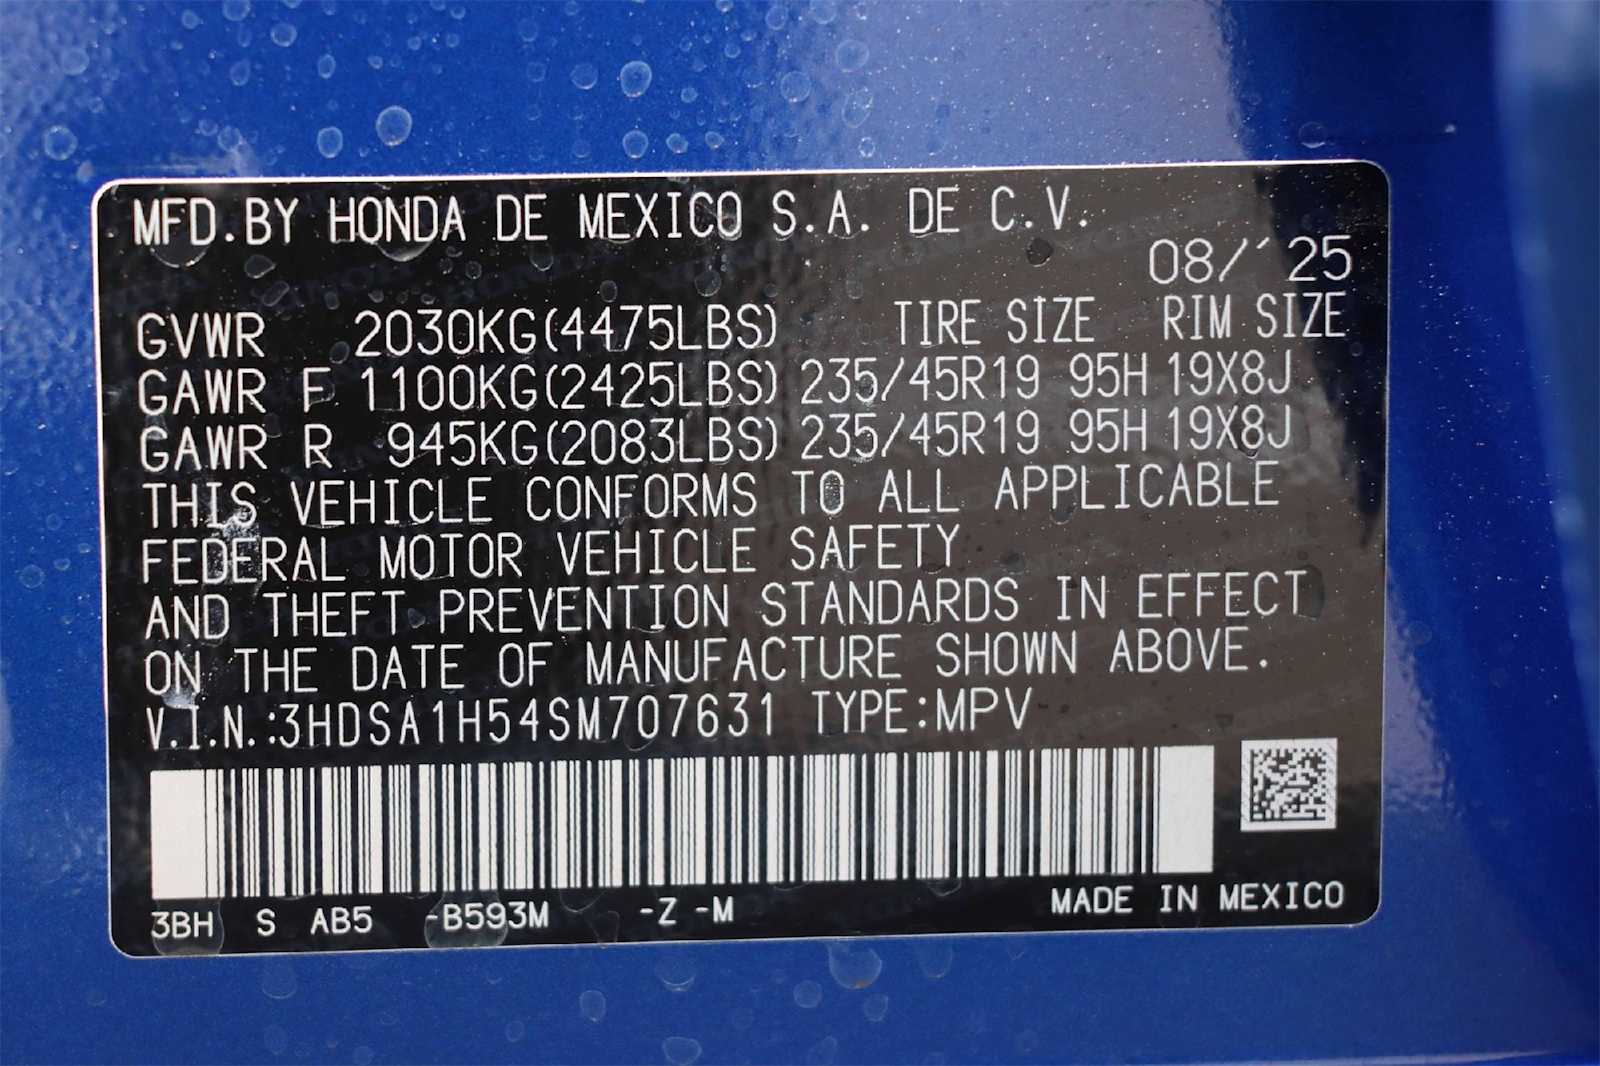 MFD.BY HONDA DE MEXICO S.A. DE C.V.
08/´25
GVWR 2030KG(4475LBS) TIRE SIZE RIM SIZE
GAWR F 1100KG(2425LBS) 235/45R19 95H 19X8J
GAWR R 945KG(2083LBS) 235/45R19 95H 19X8J
THIS VEHICLE CONFORMS TO ALL APPLICABLE
FEDERAL MOTOR VEHICLE SAFETY
AND THEFT PREVENTION STANDARDS IN EFFECT
ON THE DATE OF MANUFACTURE SHOWN ABOVE.
V.I.N.:3HDSA1H54SM707631 TYPE:MPV
3BH S AB5 -B593M -Z -M MADE IN MEXICO